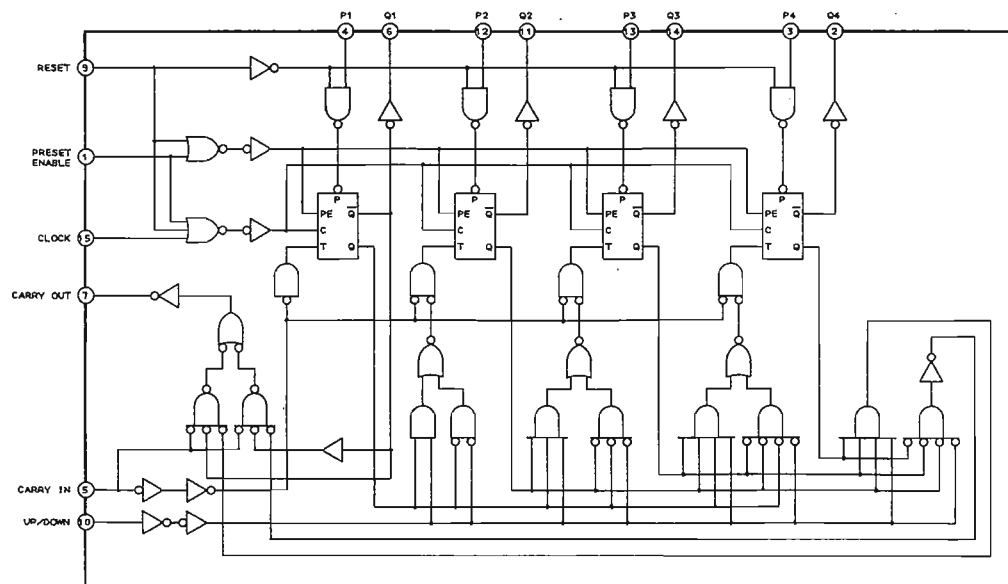 P1 Q1 P2 Q2 P3 Q3 P4 Q4
4 6 12 11 13 14 3 2
RESET 9
PRESET ENABLE 1
CLOCK 15
P P P P
PE Q PE Q PE Q PE Q
C C C C
T Q T Q T Q T Q
CARRY OUT 7
CARRY IN 5
UP/DOWN 10